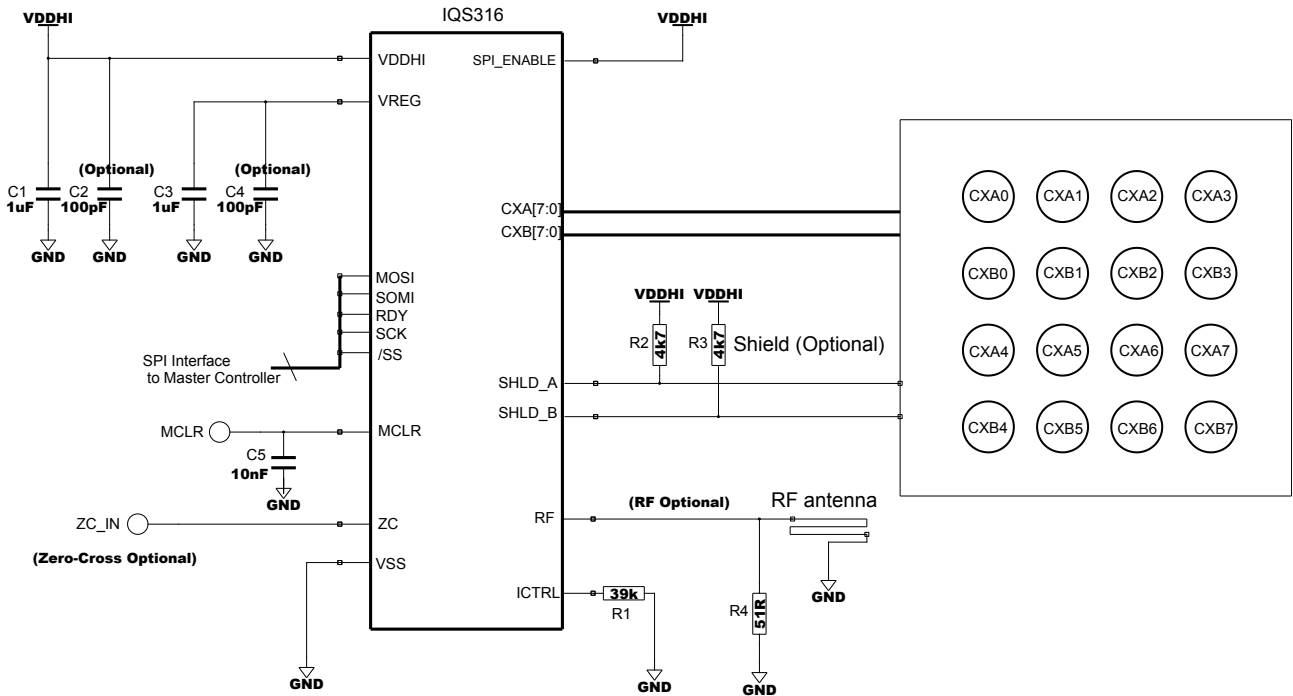 IQS316
VDDHI
VDDHI
VDDHI
SPI_ENABLE
VREG
(Optional)
(Optional)
C1
1uF
C2
100pF
C3
1uF
C4
100pF
GND
GND
GND
GND
CXA[7:0]
CXB[7:0]
CXA0
CXA1
CXA2
CXA3
CXB0
CXB1
CXB2
CXB3
CXA4
CXA5
CXA6
CXA7
CXB4
CXB5
CXB6
CXB7
MOSI
SOMI
RDY
SCK
/SS
SPI Interface
to Master Controller
VDDHI
VDDHI
R2
4k7
R3
4k7
Shield (Optional)
SHLD_A
SHLD_B
MCLR
MCLR
C5
10nF
GND
ZC_IN
ZC
(Zero-Cross Optional)
RF
(RF Optional)
RF antenna
GND
VSS
GND
ICTRL
39k
R1
GND
R4
51R
GND